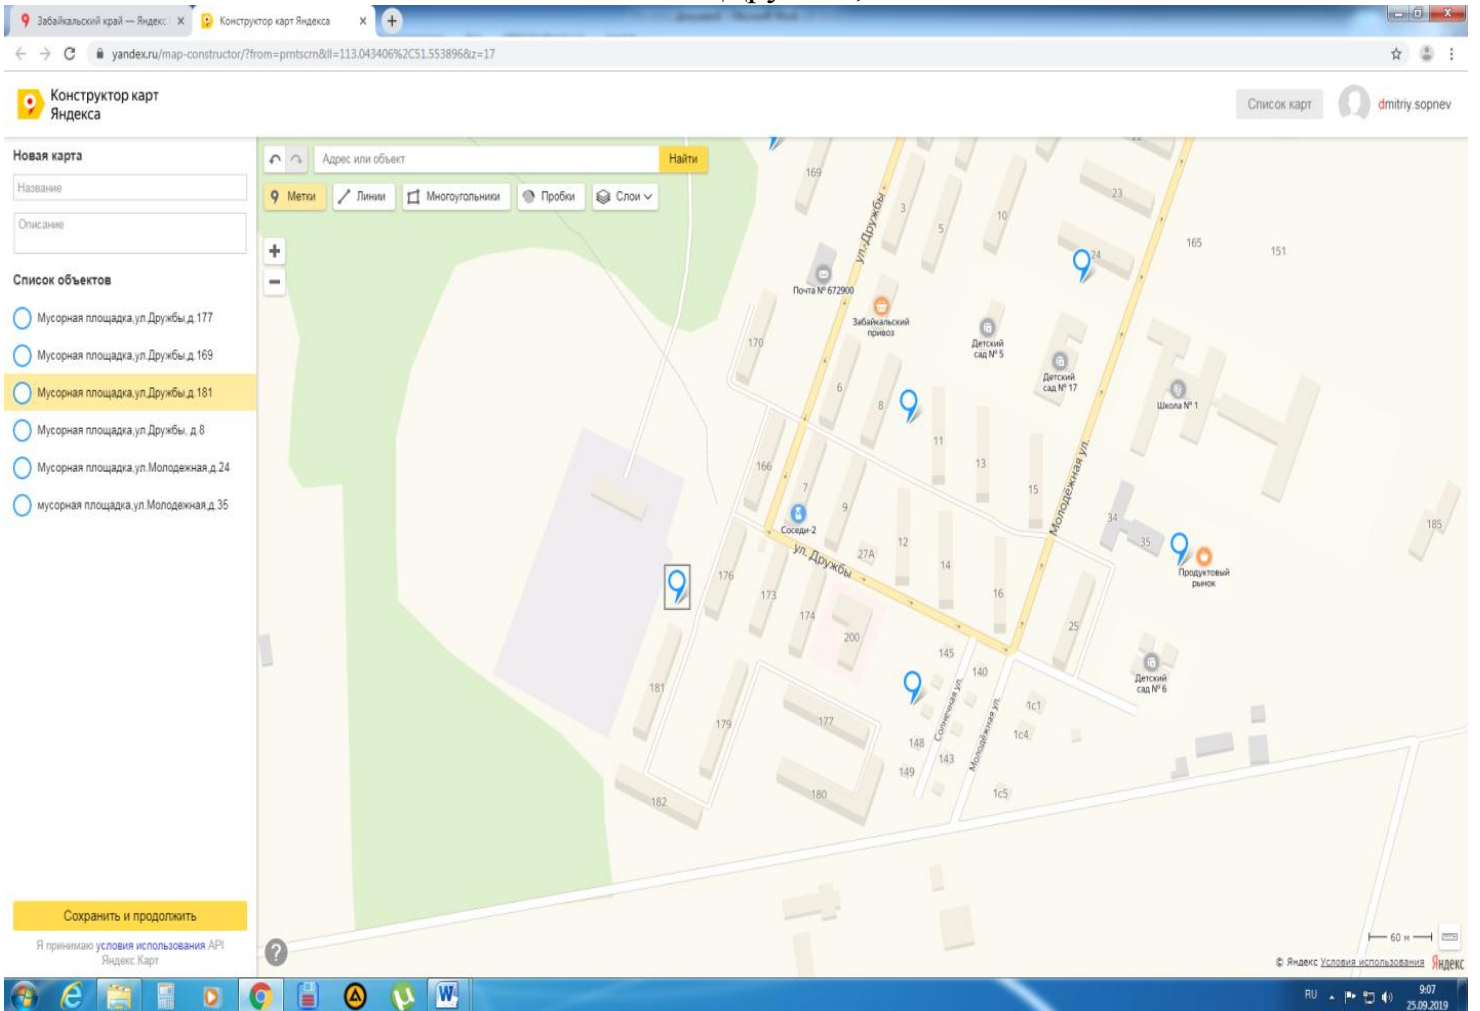 Забайкальский край — Яндекс
Конструктор карт Яндекса
yandex.ru/map-constructor/?from=prntscrn&ll=113.043406%2C51.553896&z=17
Конструктор карт
Яндекса
Список карт
dmitriy.sopnev
Новая карта
Название
Описание
Список объектов
Мусорная площадка,ул.Дружбы,д.177
Мусорная площадка,ул.Дружбы,д.169
Мусорная площадка,ул.Дружбы,д.181
Мусорная площадка,ул.Дружбы, д.8
Мусорная площадка,ул.Молодежная,д.24
мусорная площадка,ул.Молодежная,д.35
Сохранить и продолжить
Я принимаю условия использования API
Яндекс.Карт
Адрес или объект
Найти
Метки
Линии
Многоугольники
Пробки
Слои
169
3
5
10
23
24
165
151
ул. Дружбы
Почта № 672900
Забайкальский
привоз
Детский
сад № 5
Детский
сад № 17
Школа № 1
170
6
8
11
13
15
Молодёжная ул.
166
7
9
Соседи-2
ул. Дружбы
27А
12
14
16
34
35
185
Продуктовый
рынок
176
173
174
200
25
145
140
Детский
сад № 6
181
179
177
Солнечная ул.
Молодёжная ул.
1с1
1с4
148
143
149
1с5
182
180
60 м
© Яндекс Условия использования Яндекс
RU
9:07
25.09.2019